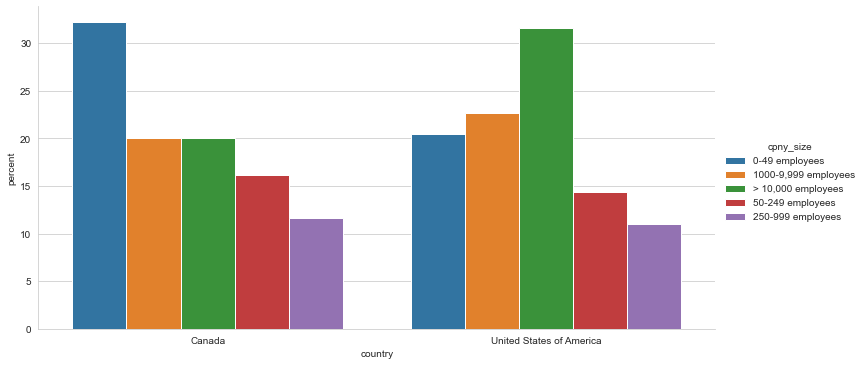 30
25
20
15
10
5
0
percent
Canada
United States of America
country
cpny_size
0-49 employees
1000-9,999 employees
> 10,000 employees
50-249 employees
250-999 employees